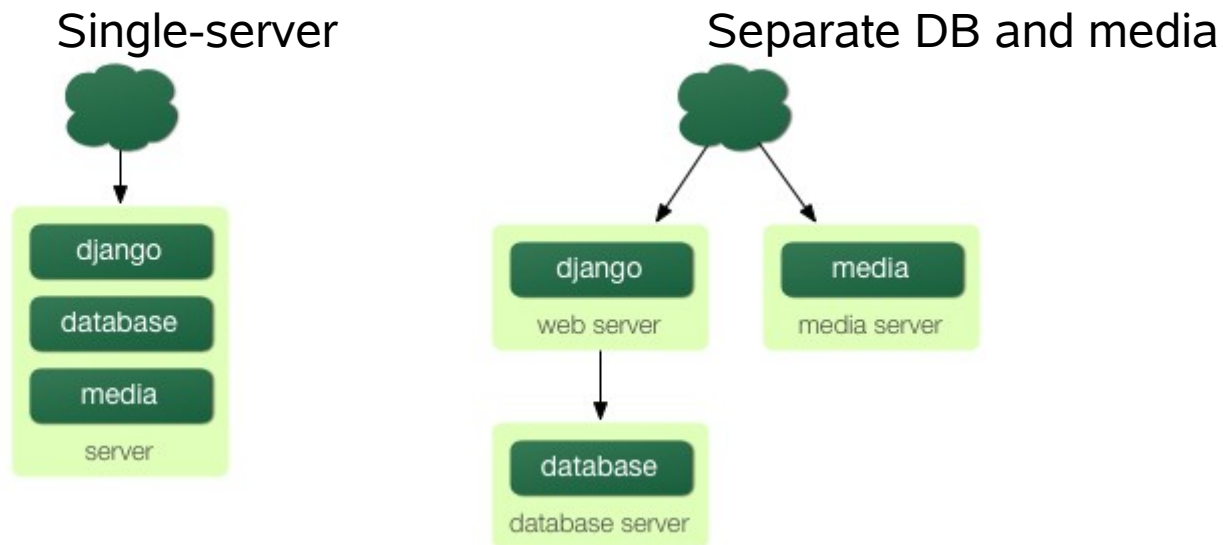 Single-server
django
database
media
server
Separate DB and media
django
web server
media
media server
database
database server